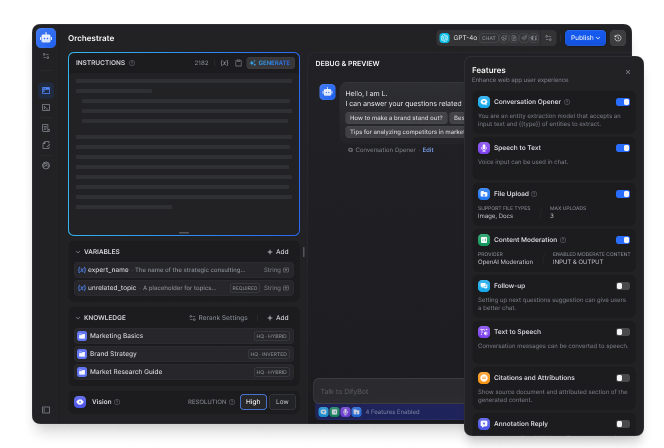 Orchestrate
GPT-4o CHAT
Publish
INSTRUCTIONS
2182
{x}
GENERATE
VARIABLES
+ Add
{x} expert_name · The name of the strategic consulting...
String
{x} unrelated_topic · A placeholder for topics...
REQUIRED
String
KNOWLEDGE
Rerank Settings
+ Add
Marketing Basics
HQ · HYBRID
Brand Strategy
HQ · INVERTED
Market Research Guide
HQ · HYBRID
Vision
RESOLUTION
High
Low
DEBUG & PREVIEW
Hello, I am L.
I can answer your questions related
How to make a brand stand out?
Bes
Tips for analyzing competitors in market
Conversation Opener · Edit
Talk to DifyBot
4 Features Enabled
Features
Enhance web app user experience.
Conversation Opener
You are an entity extraction model that accepts an
input text and {{type}} of entities to extract.
Speech to Text
Voice input can be used in chat.
File Upload
SUPPORT FILE TYPES
MAX UPLOADS
Image, Docs
3
Content Moderation
PROVIDER
ENABLED MODERATE CONTENT
OpenAI Moderation
INPUT & OUTPUT
Follow-up
Setting up next questions suggestion can give users
a better chat.
Text to Speech
Conversation messages can be converted to speech.
Citations and Attributions
Show source document and attributed section of the
generated content.
Annotation Reply